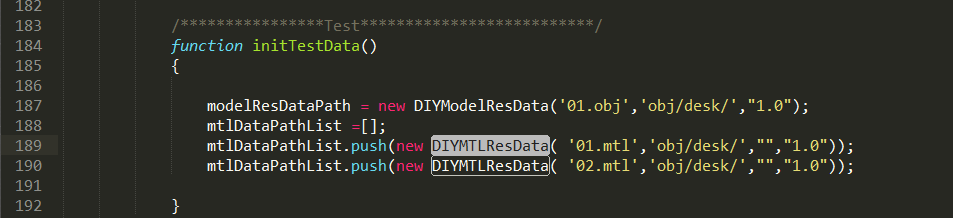 182
183 /****************Test**************************/
184 function initTestData()
185 {
186
187 modelResDataPath = new DIYModelResData('01.obj','obj/desk/',"1.0");
188 mtlDataPathList =[];
189 mtlDataPathList.push(new DIYMTLResData( '01.mtl','obj/desk/',"","1.0"));
190 mtlDataPathList.push(new DIYMTLResData( '02.mtl','obj/desk/',"","1.0"));
191
192 }